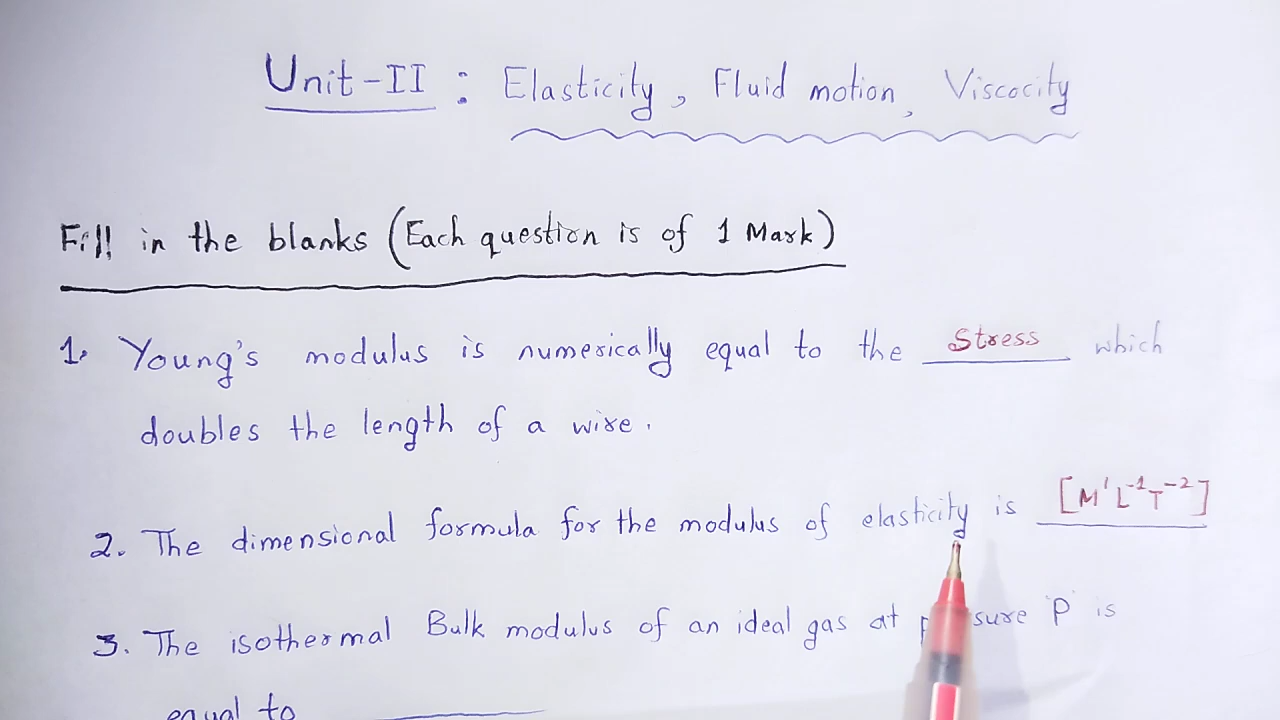 Unit-II : Elasticity, Fluid motion, Viscocity
Fill in the blanks (Each question is of 1 Mark)
1. Young's modulus is numerically equal to the Stress which
doubles the length of a wire.
2. The dimensional formula for the modulus of elasticity is [M¹L⁻¹T⁻²]
3. The isothermal Bulk modulus of an ideal gas at 'P' is
equal to